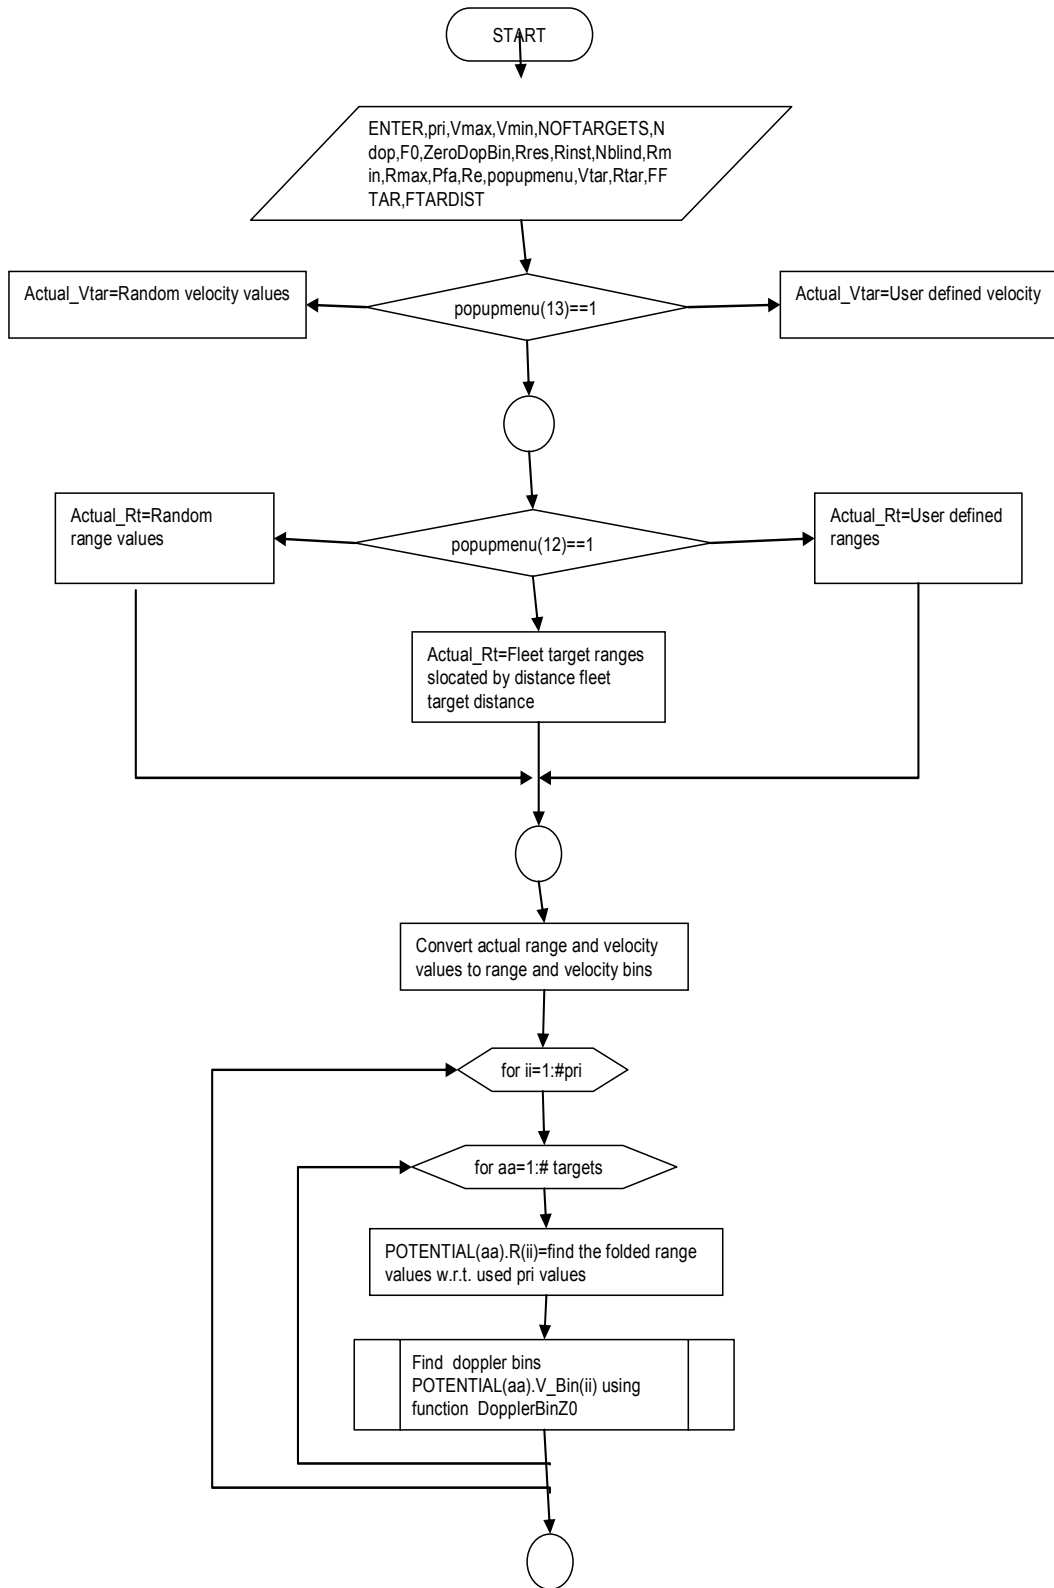 START
ENTER,pri,Vmax,Vmin,NOFTARGETS,N
dop,F0,ZeroDopBin,Rres,Rinst,Nblind,Rm
in,Rmax,Pfa,Re,popupmenu,Vtar,Rtar,FF
TAR,FTARDIST
Actual_Vtar=Random velocity values
popupmenu(13)==1
Actual_Vtar=User defined velocity
Actual_Rt=Random
range values
popupmenu(12)==1
Actual_Rt=User defined
ranges
Actual_Rt=Fleet target ranges
slocated by distance fleet
target distance
Convert actual range and velocity
values to range and velocity bins
for ii=1:#pri
for aa=1:# targets
POTENTIAL(aa).R(ii)=find the folded range
values w.r.t. used pri values
Find doppler bins
POTENTIAL(aa).V_Bin(ii) using
function DopplerBinZ0